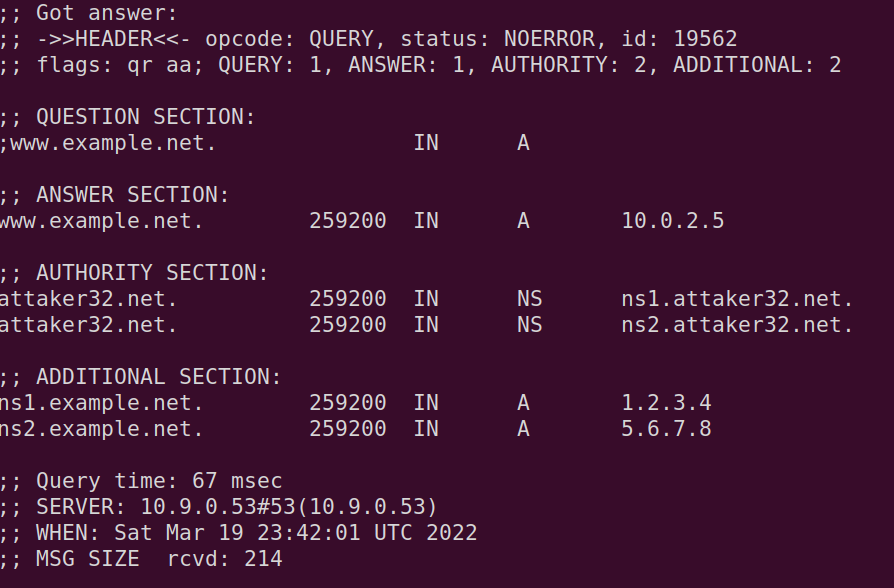 ;; Got answer:
;; ->>HEADER<<- opcode: QUERY, status: NOERROR, id: 19562
;; flags: qr aa; QUERY: 1, ANSWER: 1, AUTHORITY: 2, ADDITIONAL: 2
;; QUESTION SECTION:
;www.example.net. IN A
;; ANSWER SECTION:
www.example.net. 259200 IN A 10.0.2.5
;; AUTHORITY SECTION:
attaker32.net. 259200 IN NS ns1.attaker32.net.
attaker32.net. 259200 IN NS ns2.attaker32.net.
;; ADDITIONAL SECTION:
ns1.example.net. 259200 IN A 1.2.3.4
ns2.example.net. 259200 IN A 5.6.7.8
;; Query time: 67 msec
;; SERVER: 10.9.0.53#53(10.9.0.53)
;; WHEN: Sat Mar 19 23:42:01 UTC 2022
;; MSG SIZE rcvd: 214